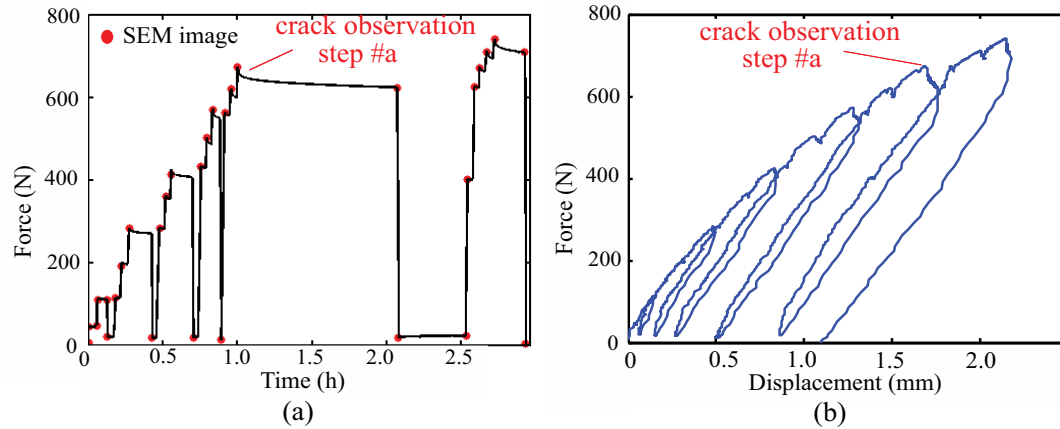 800
SEM image
crack observation
step #a
600
400
200
0
Force (N)
0
0.5
1.0
1.5
2.0
2.5
Time (h)
(a)
800
crack observation
step #a
600
400
200
0
Force (N)
0
0.5
1.0
1.5
2.0
Displacement (mm)
(b)